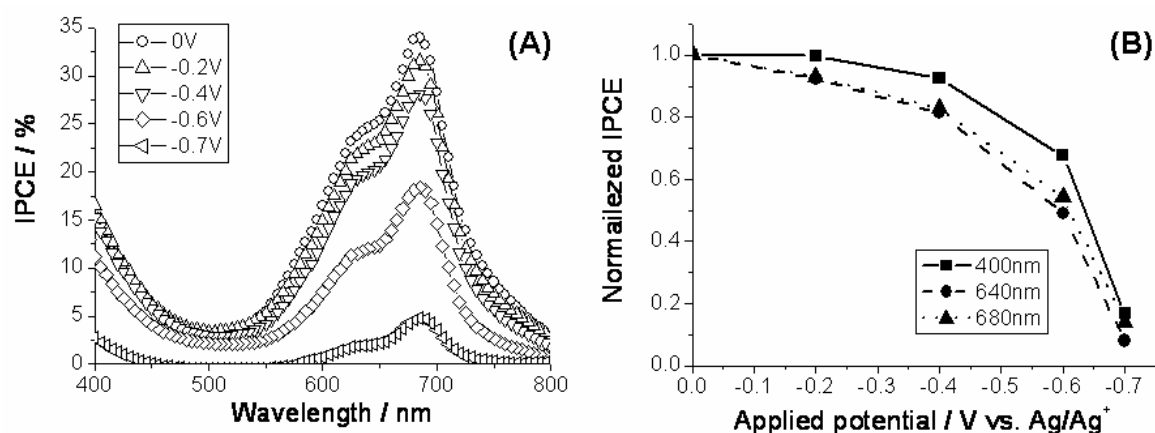 (A)
0V
-0.2V
-0.4V
-0.6V
-0.7V
IPCE / %
35
30
25
20
15
10
5
0
400 500 600 700 800
Wavelength / nm
(B)
Normailezed IPCE
1.0
0.8
0.6
0.4
0.2
0.0
400nm
640nm
680nm
0.0 -0.1 -0.2 -0.3 -0.4 -0.5 -0.6 -0.7
Applied potential / V vs. Ag/Ag⁺